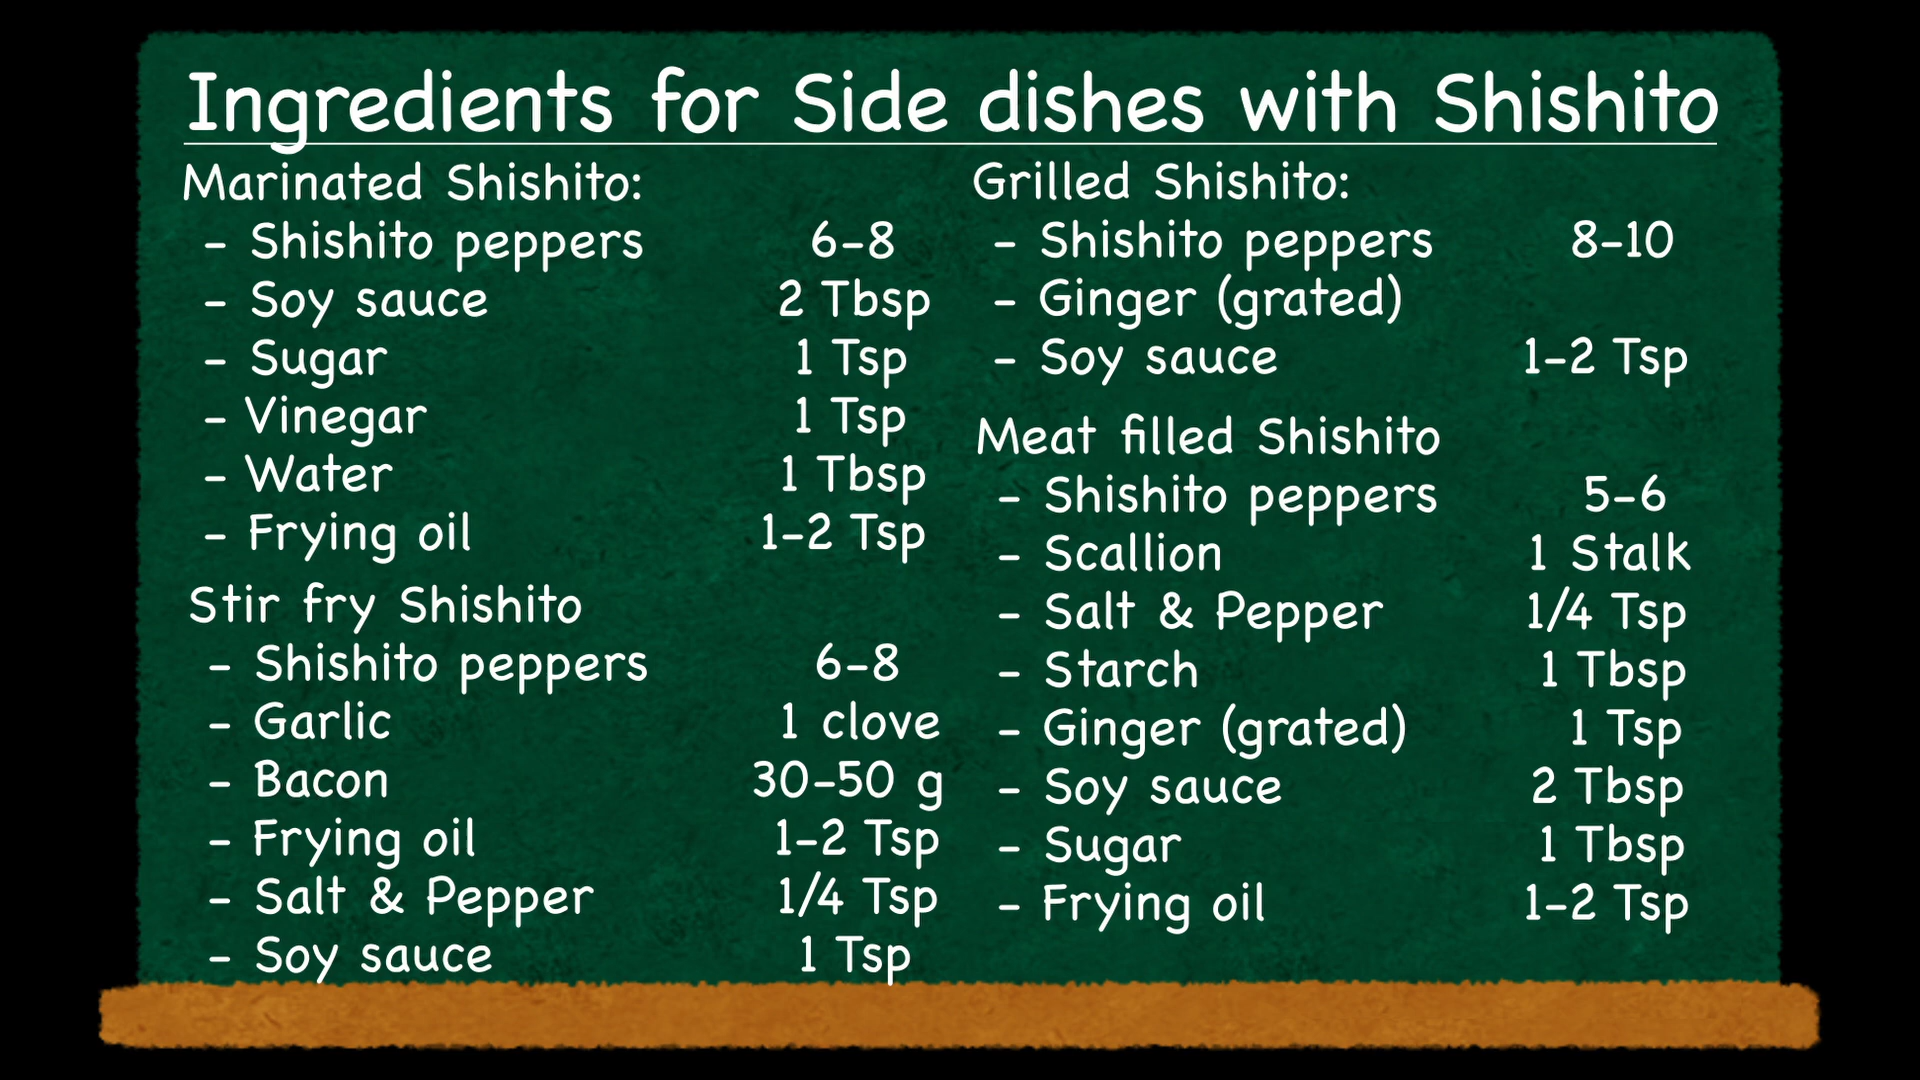 Ingredients for Side dishes with Shishito
Marinated Shishito:
- Shishito peppers 6-8
- Soy sauce 2 Tbsp
- Sugar 1 Tsp
- Vinegar 1 Tsp
- Water 1 Tbsp
- Frying oil 1-2 Tsp
Stir fry Shishito
- Shishito peppers 6-8
- Garlic 1 clove
- Bacon 30-50 g
- Frying oil 1-2 Tsp
- Salt & Pepper 1/4 Tsp
- Soy sauce 1 Tsp
Grilled Shishito:
- Shishito peppers 8-10
- Ginger (grated)
- Soy sauce 1-2 Tsp
Meat filled Shishito
- Shishito peppers 5-6
- Scallion 1 Stalk
- Salt & Pepper 1/4 Tsp
- Starch 1 Tbsp
- Ginger (grated) 1 Tsp
- Soy sauce 2 Tbsp
- Sugar 1 Tbsp
- Frying oil 1-2 Tsp